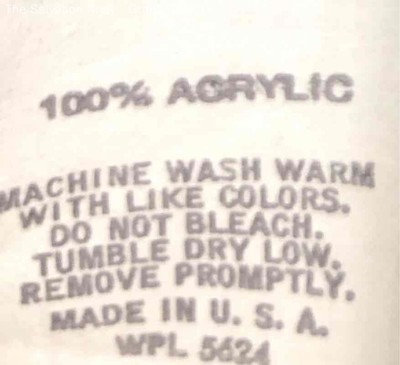 100% ACRYLIC
MACHINE WASH WARM
WITH LIKE COLORS.
DO NOT BLEACH.
TUMBLE DRY LOW.
REMOVE PROMPTLY.
MADE IN U. S. A.
WPL 5624